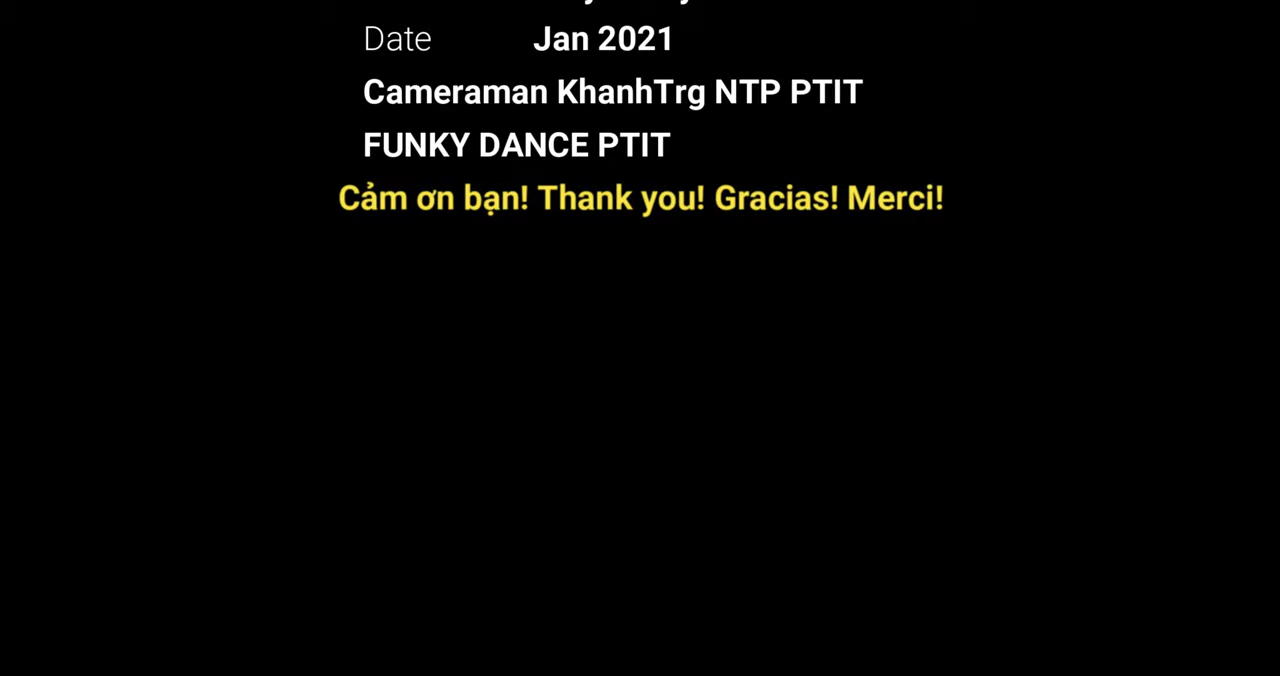 Date Jan 2021
Cameraman KhanhTrg NTP PTIT
FUNKY DANCE PTIT
Cảm ơn bạn! Thank you! Gracias! Merci!